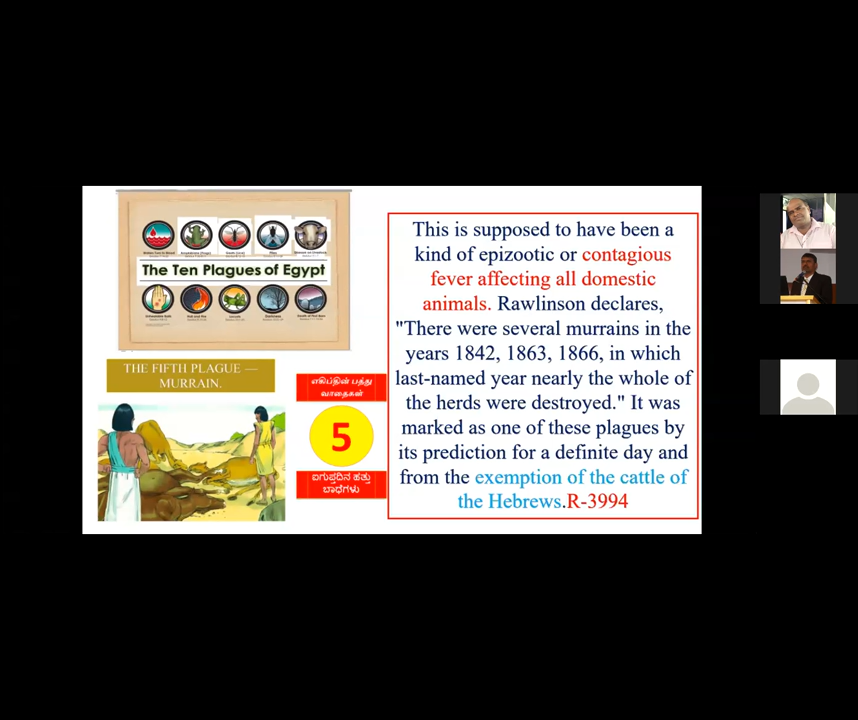 The Ten Plagues of Egypt
THE FIFTH PLAGUE —
MURRAIN.
எகிப்தின் பத்து
வாதைகள்
5
ಐಗುಪ್ತದಿನ ಹತ್ತು
ಬಾಧೆಗಳು
This is supposed to have been a
kind of epizootic or contagious
fever affecting all domestic
animals. Rawlinson declares,
"There were several murrains in the
years 1842, 1863, 1866, in which
last-named year nearly the whole of
the herds were destroyed." It was
marked as one of these plagues by
its prediction for a definite day and
from the exemption of the cattle of
the Hebrews.R-3994